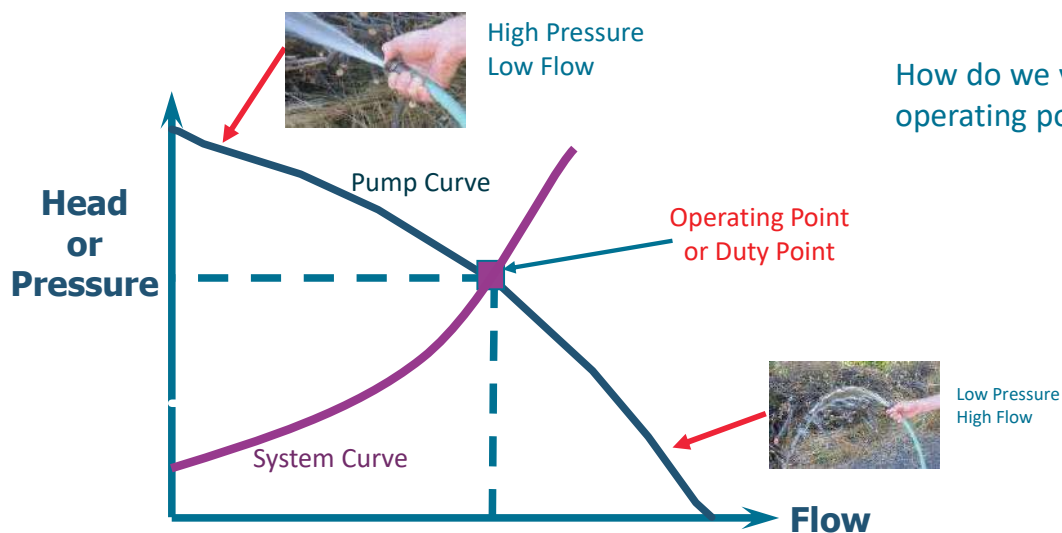 High Pressure
Low Flow
How do we
operating
Pump Curve
Head
or
Pressure
Operating Point
or Duty Point
Low Pressure
High Flow
System Curve
Flow